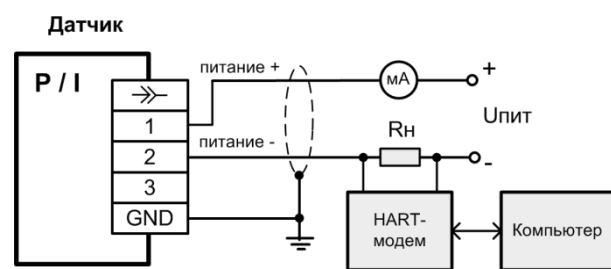 Датчик
P / I
питание +
мА
+
1
Uпит
Rн
2
питание -
-
3
GND
HART-
модем
Компьютер